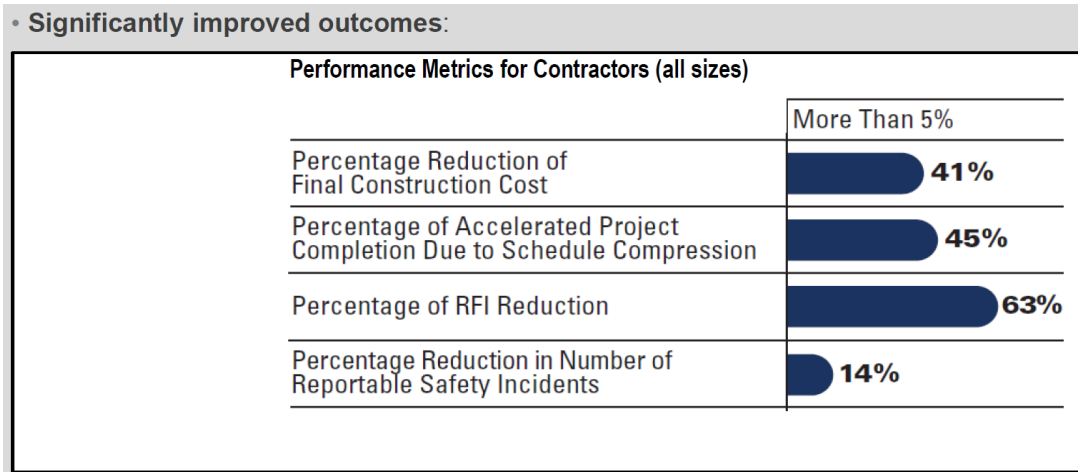 • Significantly improved outcomes:
Performance Metrics for Contractors (all sizes)
More Than 5%
Percentage Reduction of
Final Construction Cost
41%
Percentage of Accelerated Project
Completion Due to Schedule Compression
45%
Percentage of RFI Reduction
63%
Percentage Reduction in Number of
Reportable Safety Incidents
14%